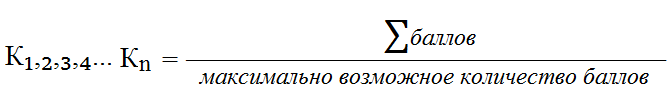 К₁,₂,₃,₄... Кₙ = ∑баллов
максимально возможное количество баллов